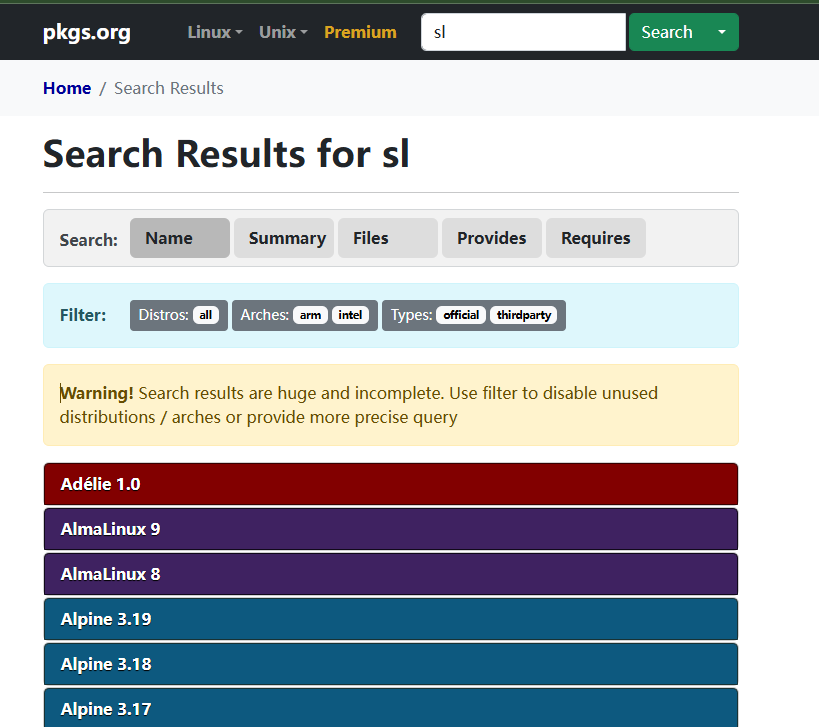 pkgs.org Linux Unix Premium sl Search
Home / Search Results
Search Results for sl
Search: Name Summary Files Provides Requires
Filter: Distros: all Arches: arm intel Types: official thirdparty
Warning! Search results are huge and incomplete. Use filter to disable unused
distributions / arches or provide more precise query
Adélie 1.0
AlmaLinux 9
AlmaLinux 8
Alpine 3.19
Alpine 3.18
Alpine 3.17